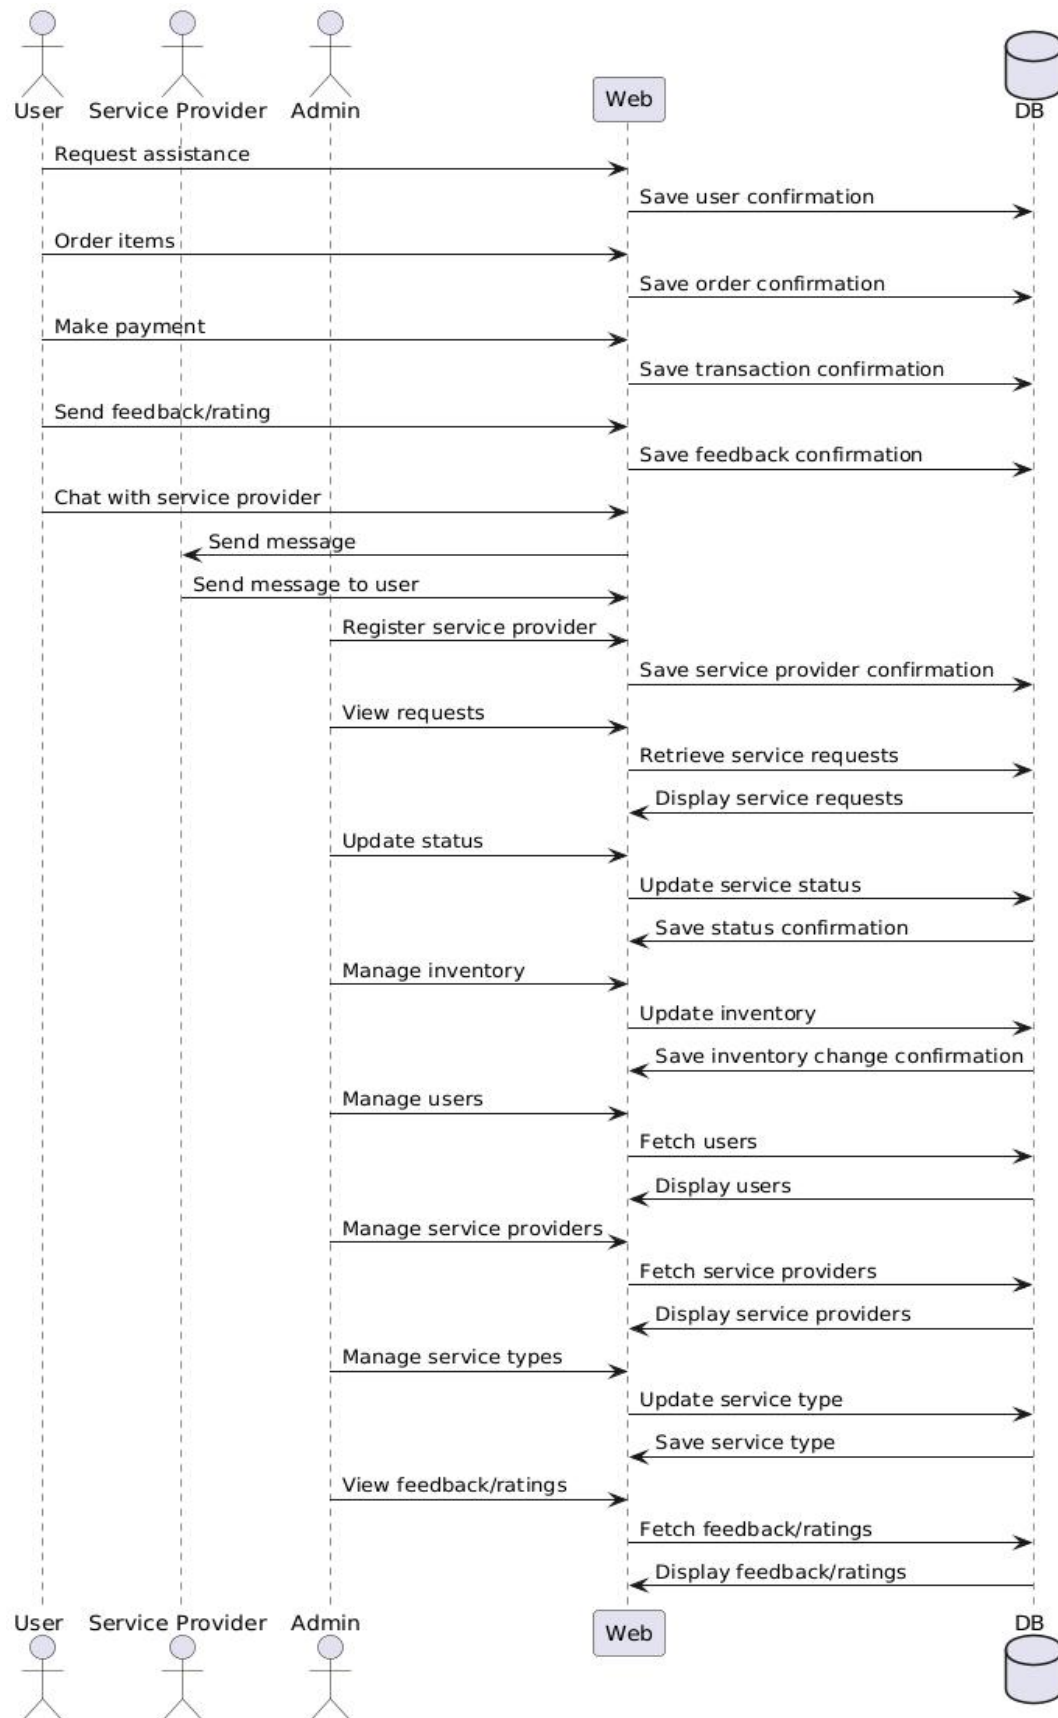 User Service Provider Admin Web DB
Request assistance
Save user confirmation
Order items
Save order confirmation
Make payment
Save transaction confirmation
Send feedback/rating
Save feedback confirmation
Chat with service provider
Send message
Send message to user
Register service provider
Save service provider confirmation
View requests
Retrieve service requests
Display service requests
Update status
Update service status
Save status confirmation
Manage inventory
Update inventory
Save inventory change confirmation
Manage users
Fetch users
Display users
Manage service providers
Fetch service providers
Display service providers
Manage service types
Update service type
Save service type
View feedback/ratings
Fetch feedback/ratings
Display feedback/ratings
User Service Provider Admin Web DB